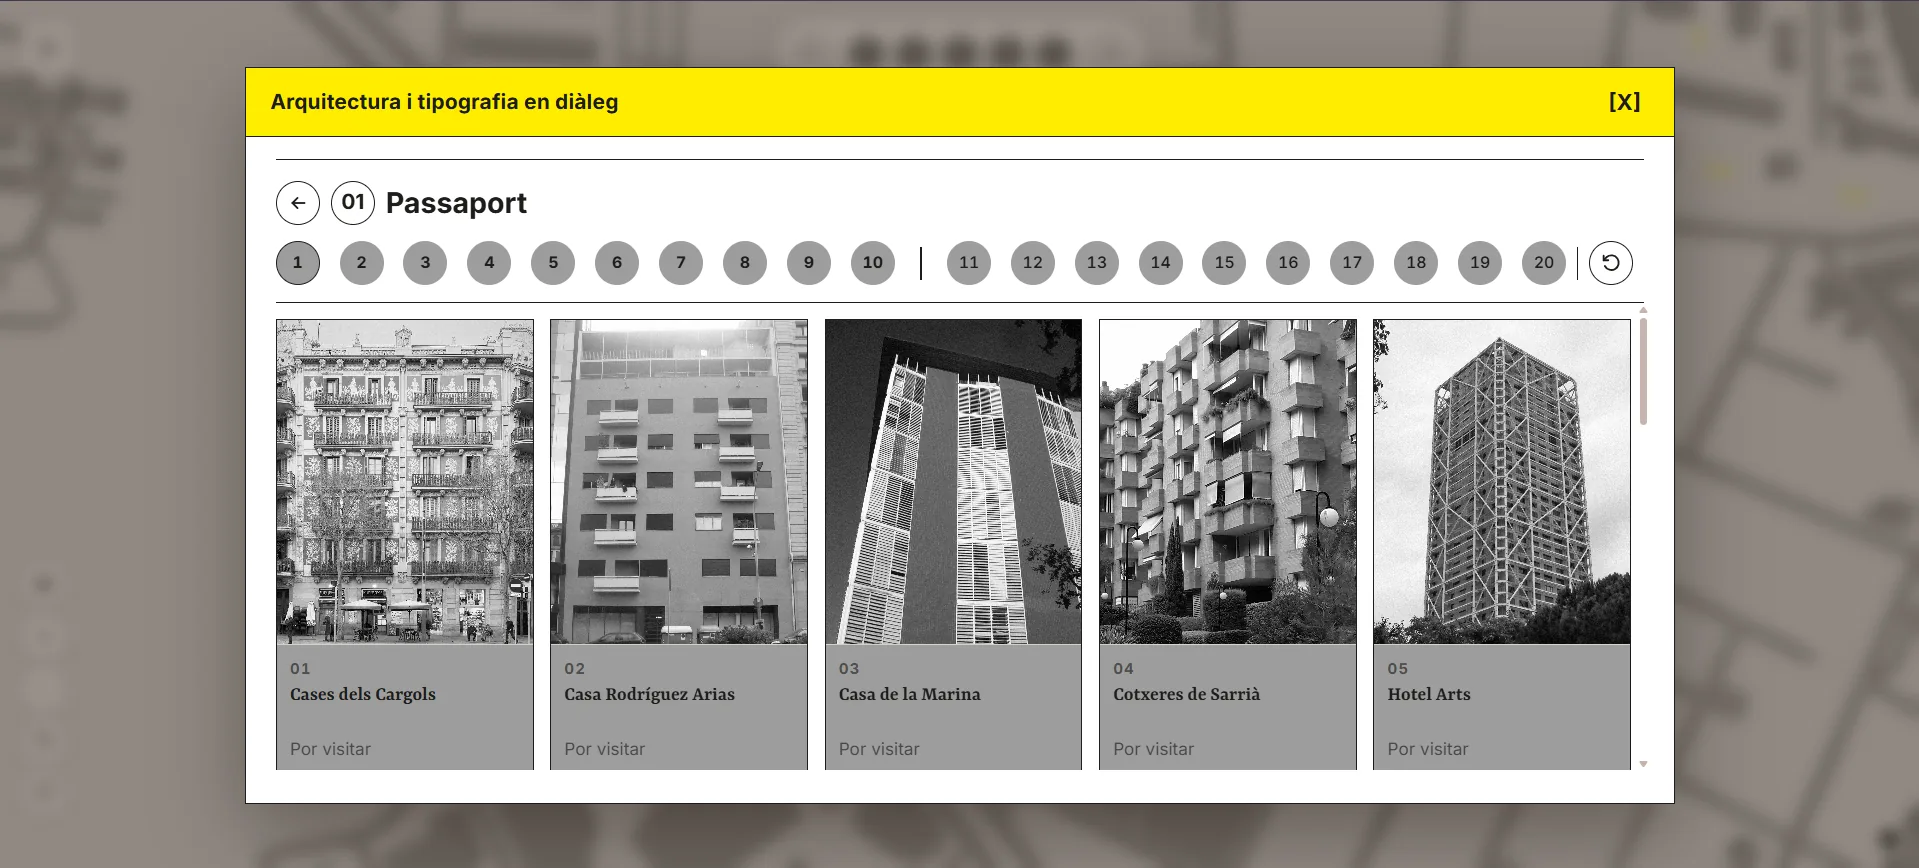 Arquitectura i tipografia en diàleg [X]
← 01 Passaport
1 2 3 4 5 6 7 8 9 10 | 11 12 13 14 15 16 17 18 19 20
01
Cases dels Cargols
Por visitar
02
Casa Rodríguez Arias
Por visitar
03
Casa de la Marina
Por visitar
04
Cotxeres de Sarrià
Por visitar
05
Hotel Arts
Por visitar